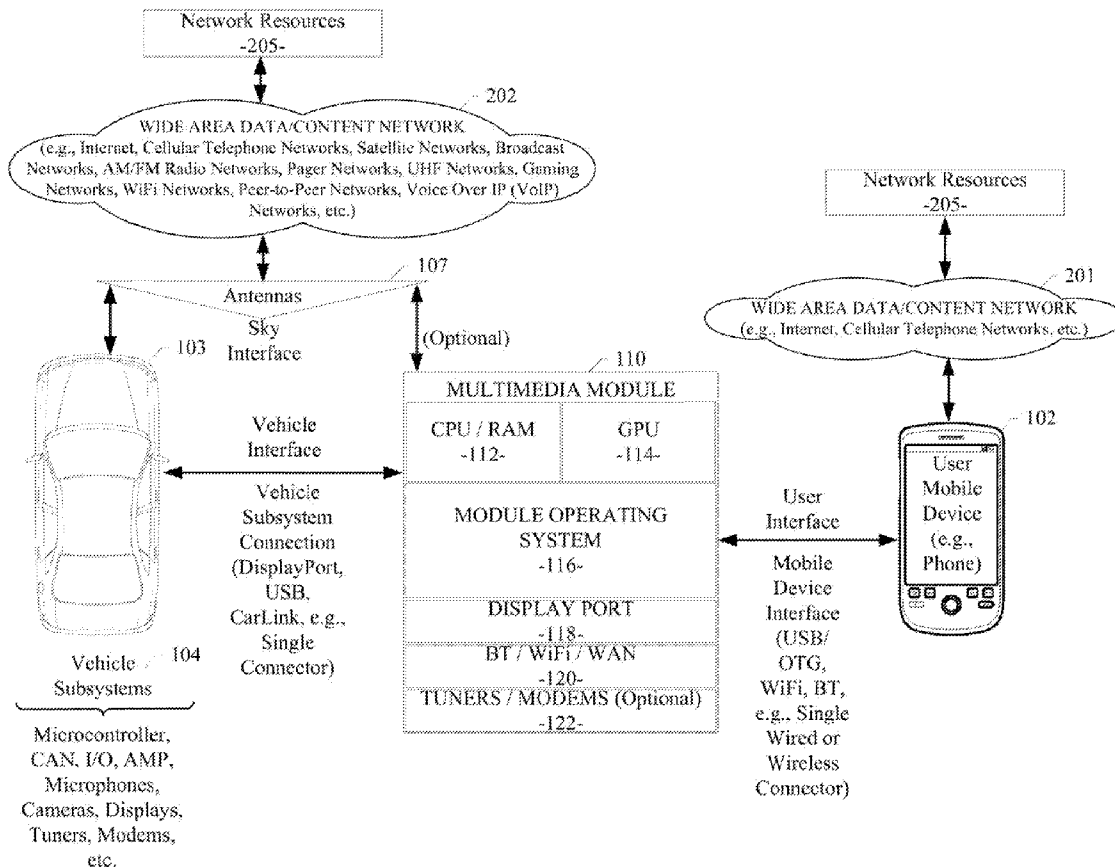 Network Resources
-205-
202
WIDE AREA DATA/CONTENT NETWORK
(e.g., Internet, Cellular Telephone Networks, Satellite Networks, Broadcast
Networks, AM/FM Radio Networks, Pager Networks, UHF Networks, Gaming
Networks, WiFi Networks, Peer-to-Peer Networks, Voice Over IP (VoIP)
Networks, etc.)
Network Resources
-205-
107
Antennas
Sky
Interface
(Optional)
201
WIDE AREA DATA/CONTENT NETWORK
(e.g., Internet, Cellular Telephone Networks, etc.)
103
Vehicle
Interface
Vehicle
Subsystem
Connection
(DisplayPort,
USB,
CarLink, e.g.,
Single
Connector)
110
MULTIMEDIA MODULE
CPU / RAM
-112-
GPU
-114-
MODULE OPERATING
SYSTEM
-116-
DISPLAY PORT
-118-
BT / WiFi / WAN
-120-
TUNERS / MODEMS (Optional)
-122-
User
Interface
Mobile
Device
Interface
(USB/
OTG,
WiFi, BT,
e.g., Single
Wired or
Wireless
Connector)
102
User
Mobile
Device
(e.g.,
Phone)
104
Vehicle
Subsystems
Microcontroller,
CAN, I/O, AMP,
Microphones,
Cameras, Displays,
Tuners, Modems,
etc.